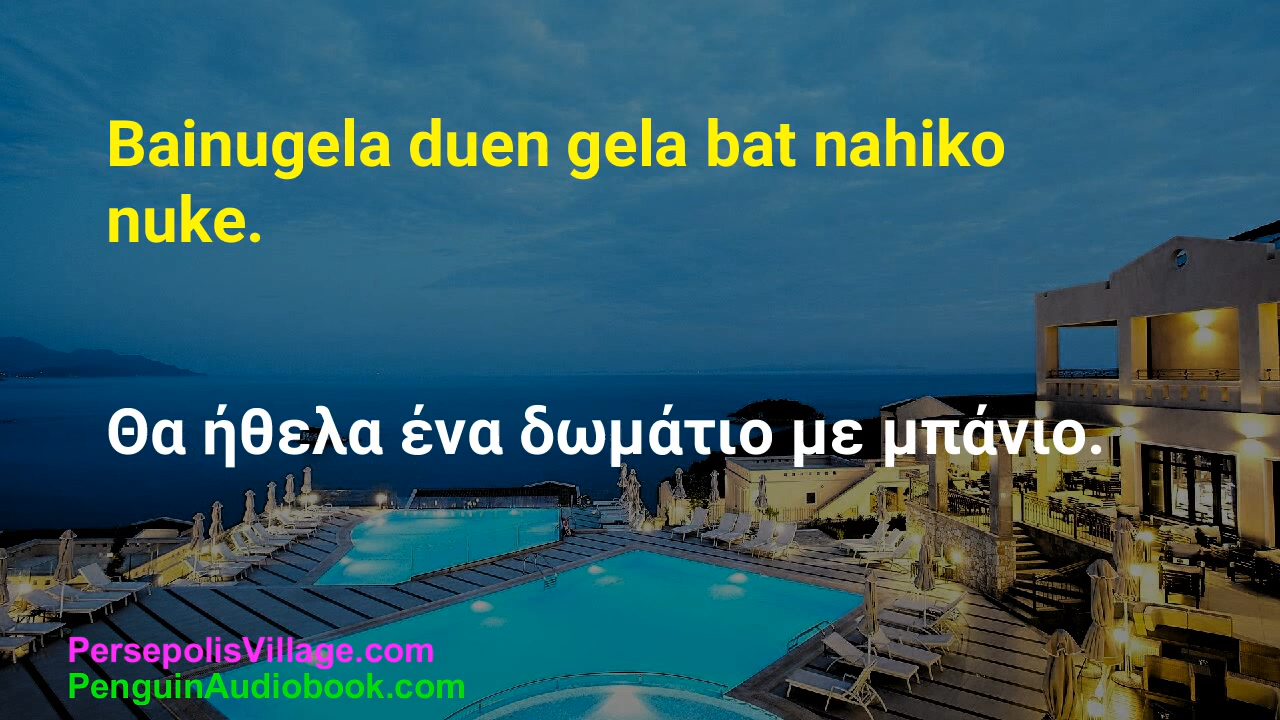 Bainugela duen gela bat nahiko
nuke.
Θα ήθελα ένα δωμάτιο με μπάνιο.
PersepolisVillage.com
PenguinAudiobook.com